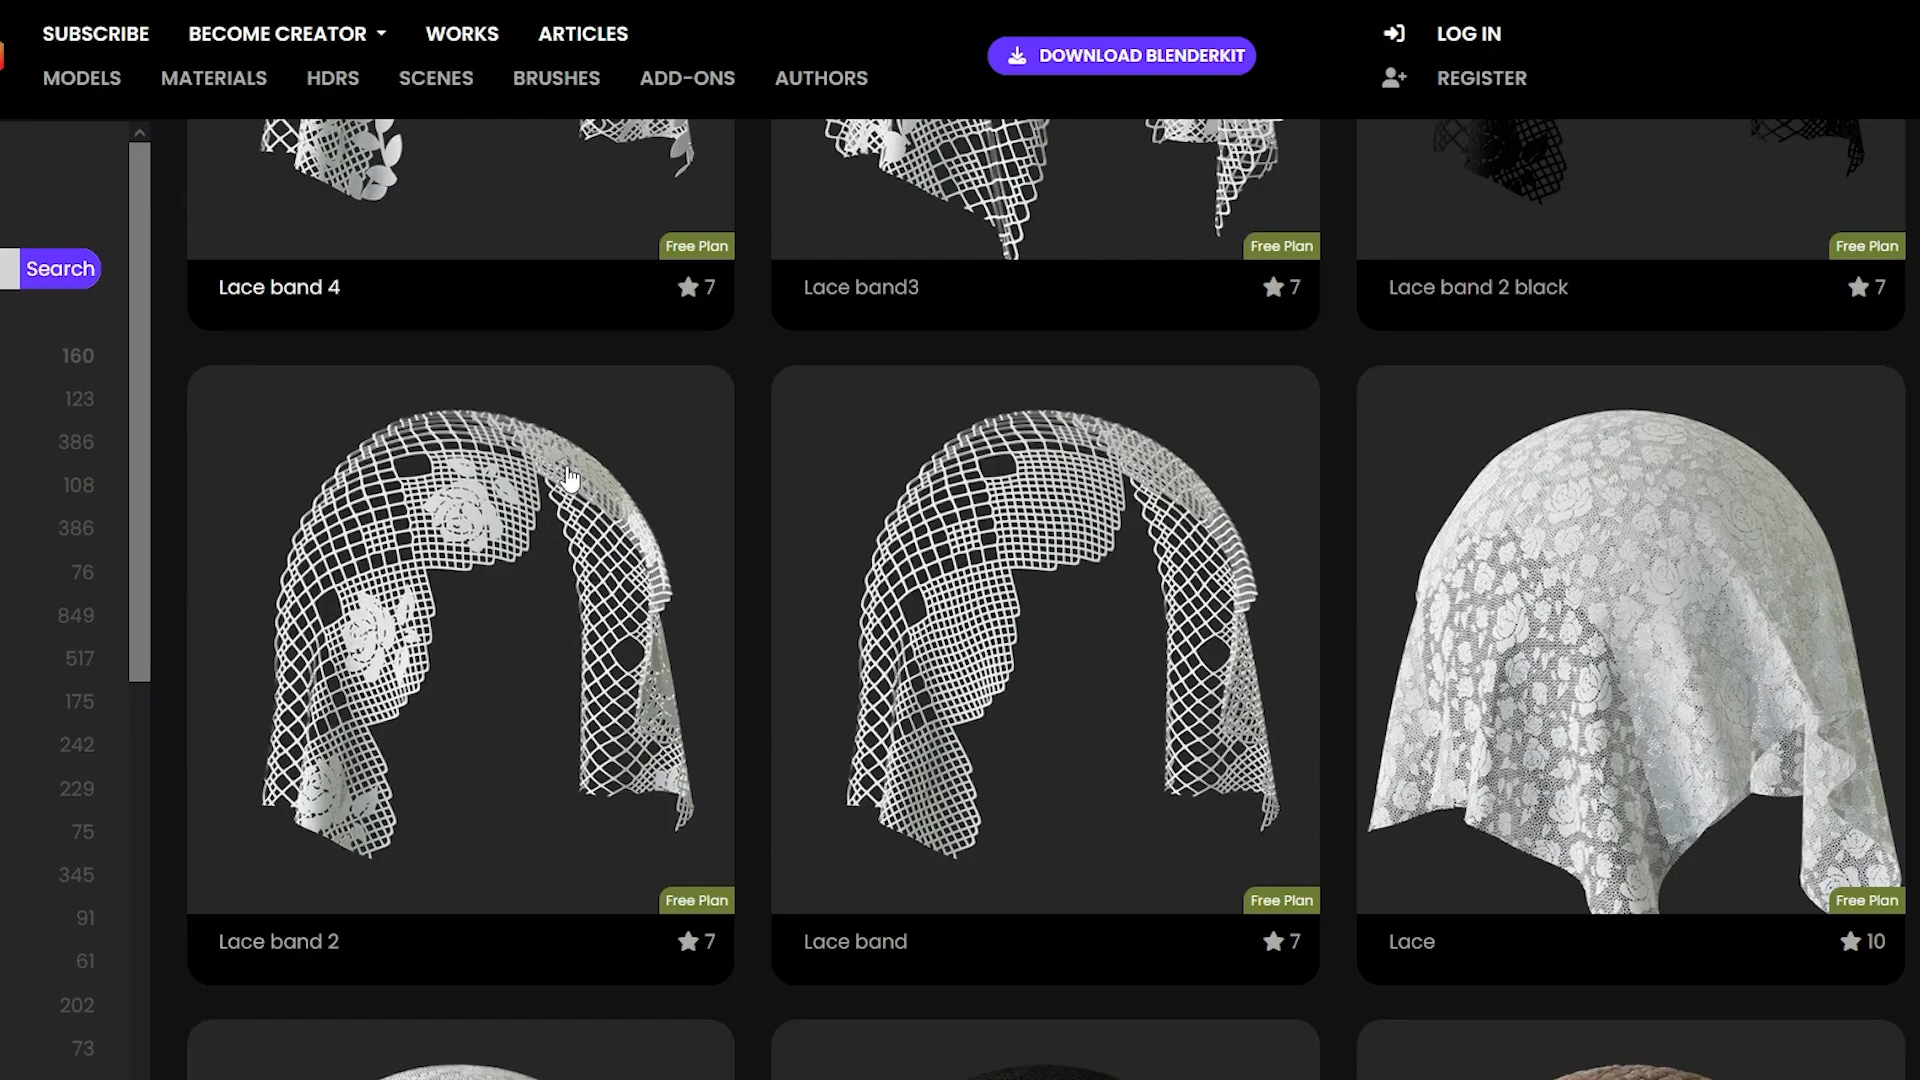 SUBSCRIBE BECOME CREATOR WORKS ARTICLES
MODELS MATERIALS HDRS SCENES BRUSHES ADD-ONS AUTHORS
DOWNLOAD BLENDERKIT
LOG IN
REGISTER
Search
160
123
386
108
386
76
849
517
175
242
229
75
345
91
61
202
73
Free Plan
Lace band 4 7
Free Plan
Lace band3 7
Free Plan
Lace band 2 black 7
Free Plan
Lace band 2 7
Free Plan
Lace band 7
Free Plan
Lace 10